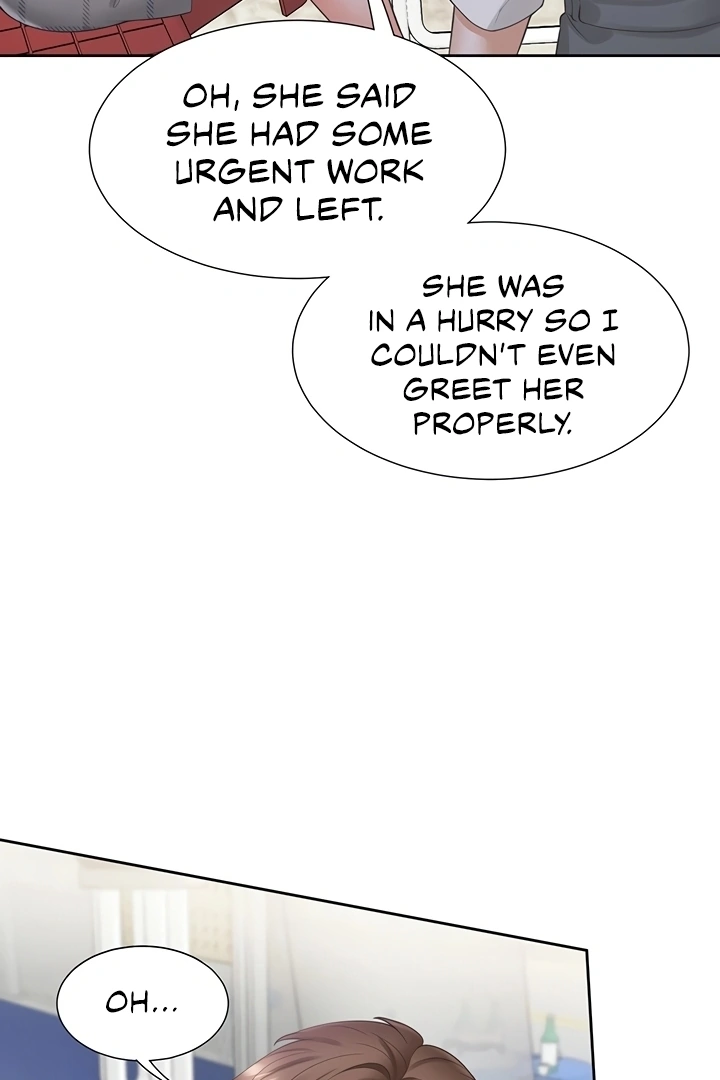 OH, SHE SAID
SHE HAD SOME
URGENT WORK
AND LEFT.
SHE WAS
IN A HURRY SO I
COULDN'T EVEN
GREET HER
PROPERLY.
OH...